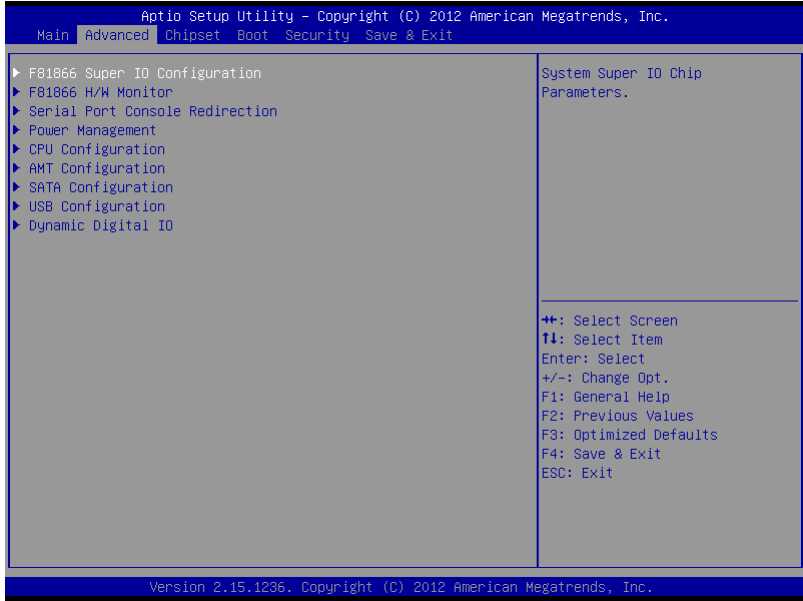 Aptio Setup Utility – Copyright (C) 2012 American Megatrends, Inc.
Main Advanced Chipset Boot Security Save & Exit
▶ F81866 Super IO Configuration
▶ F81866 H/W Monitor
▶ Serial Port Console Redirection
▶ Power Management
▶ CPU Configuration
▶ AMT Configuration
▶ SATA Configuration
▶ USB Configuration
▶ Dynamic Digital IO
System Super IO Chip
Parameters.
→←: Select Screen
↑↓: Select Item
Enter: Select
+/-: Change Opt.
F1: General Help
F2: Previous Values
F3: Optimized Defaults
F4: Save & Exit
ESC: Exit
Version 2.15.1236. Copyright (C) 2012 American Megatrends, Inc.